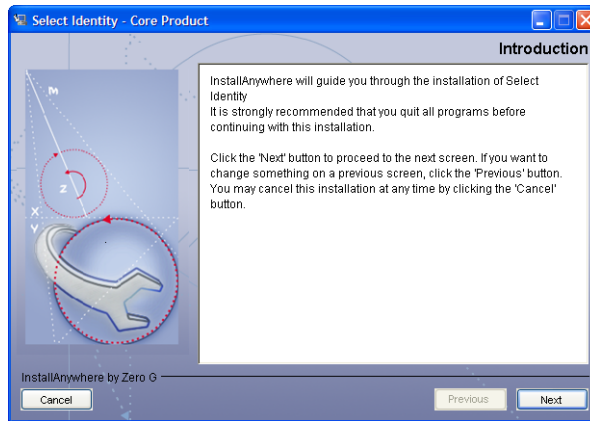 Select Identity - Core Product
Introduction
InstallAnywhere will guide you through the installation of Select
Identity
It is strongly recommended that you quit all programs before
continuing with this installation.
Click the 'Next' button to proceed to the next screen. If you want to
change something on a previous screen, click the 'Previous' button.
You may cancel this installation at any time by clicking the 'Cancel'
button.
M
Z
X
Y
InstallAnywhere by Zero G
Cancel
Previous
Next